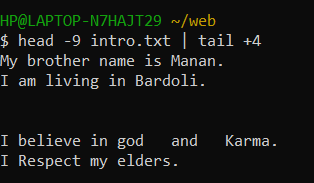 HP@LAPTOP-N7HAJT29 ~/web
$ head -9 intro.txt | tail +4
My brother name is Manan.
I am living in Bardoli.
I believe in god   and   Karma.
I Respect my elders.